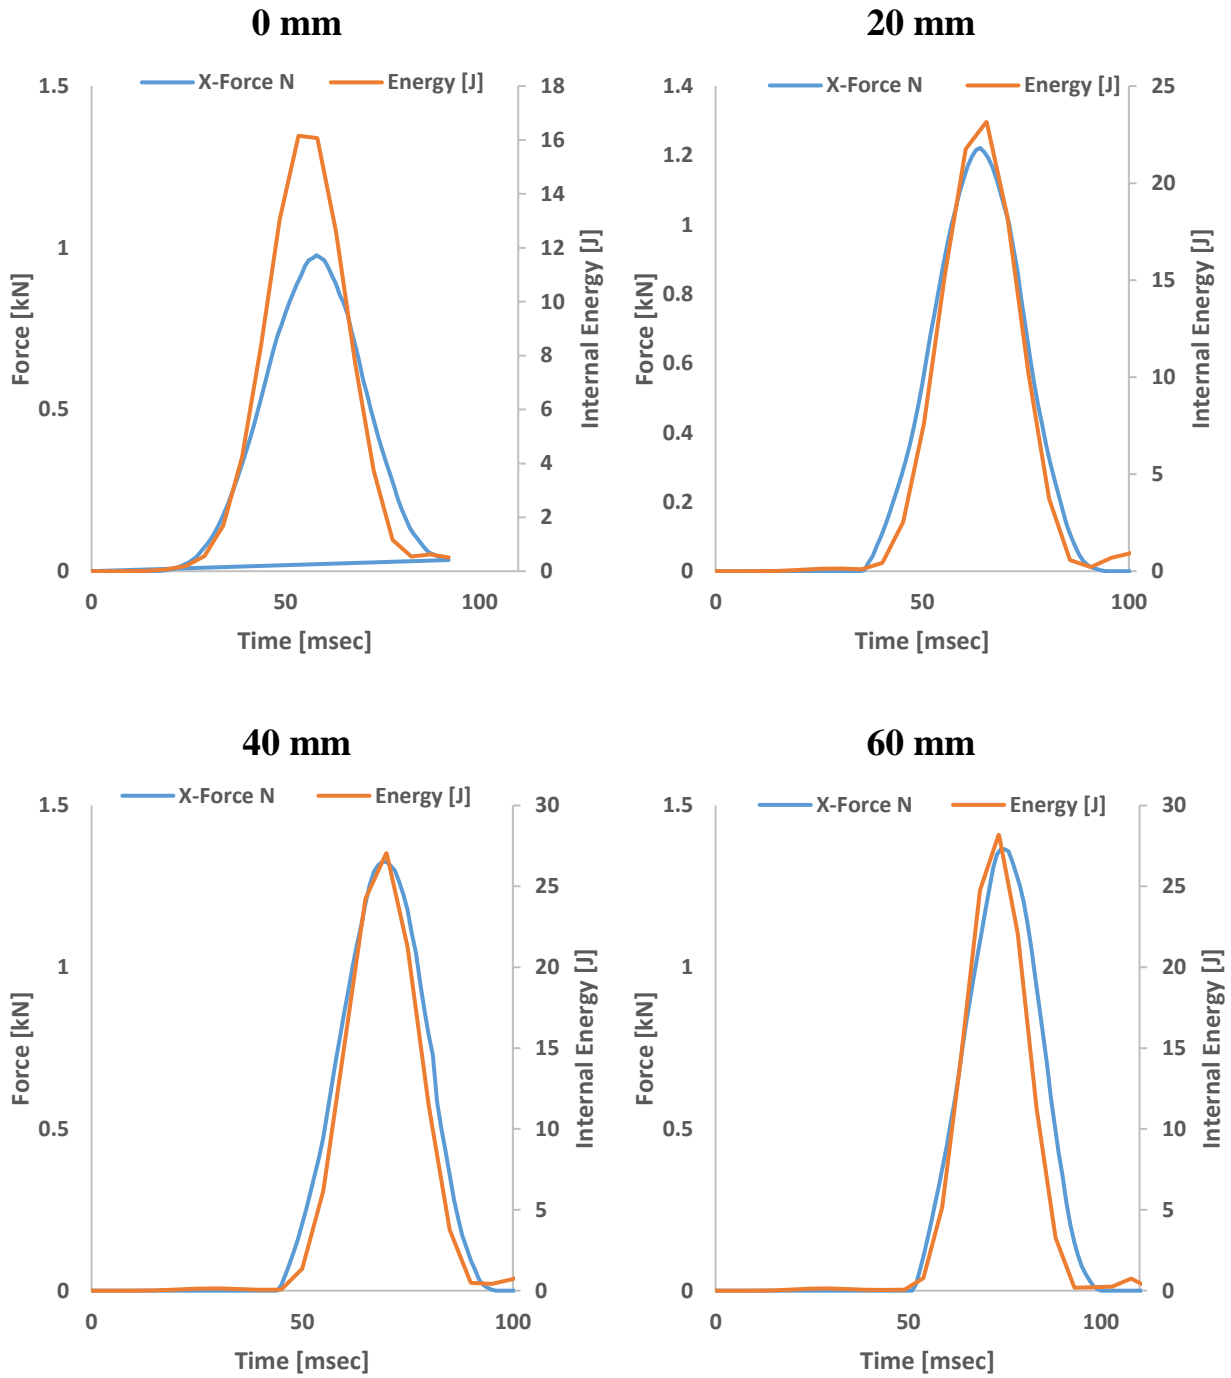 0 mm
X-Force N
Energy [J]
1.5
1
0.5
0
Force [kN]
18
16
14
12
10
8
6
4
2
0
Internal Energy [J]
0
50
100
Time [msec]
20 mm
X-Force N
Energy [J]
1.4
1.2
1
0.8
0.6
0.4
0.2
0
Force [kN]
25
20
15
10
5
0
Internal Energy [J]
0
50
100
Time [msec]
40 mm
X-Force N
Energy [J]
1.5
1
0.5
0
Force [kN]
30
25
20
15
10
5
0
Internal Energy [J]
0
50
100
Time [msec]
60 mm
X-Force N
Energy [J]
1.5
1
0.5
0
Force [kN]
30
25
20
15
10
5
0
Internal Energy [J]
0
50
100
Time [msec]